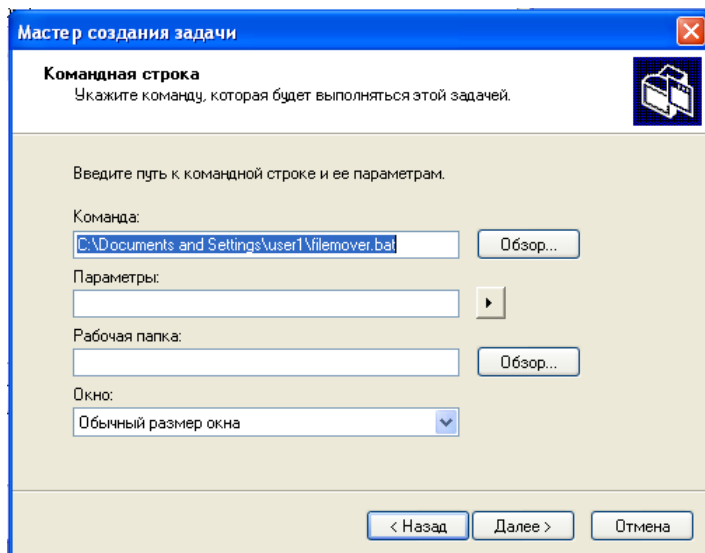 Мастер создания задачи
Командная строка
Укажите команду, которая будет выполняться этой задачей.
Введите путь к командной строке и ее параметрам.
Команда:
C:\Documents and Settings\user1\filemover.bat
Обзор...
Параметры:
Рабочая папка:
Обзор...
Окно:
Обычный размер окна
< Назад
Далее >
Отмена